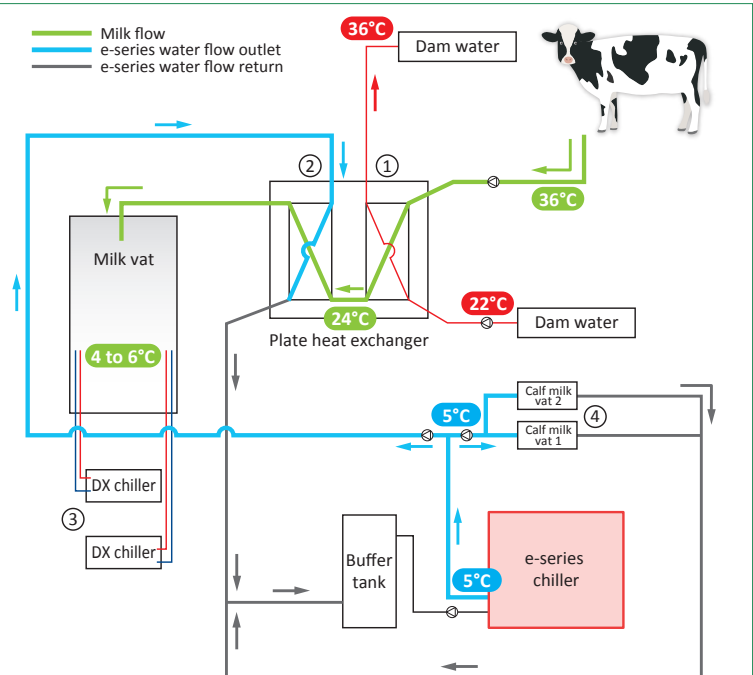 Milk flow
e-series water flow outlet
e-series water flow return
36°C
Dam water
②
①
36°C
Milk vat
22°C
Dam water
24°C
Plate heat exchanger
4 to 6°C
Calf milk
vat 2
5°C
④
Calf milk
vat 1
DX chiller
③
DX chiller
Buffer
tank
e-series
chiller
5°C